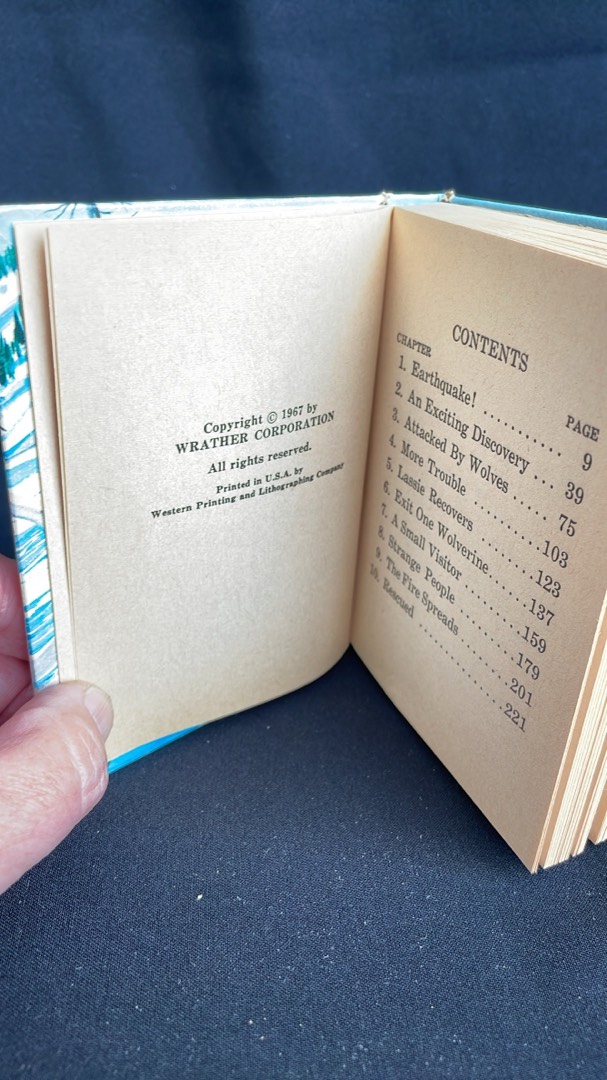 Copyright © 1967 by
WRATHER CORPORATION
All rights reserved.
Printed in U.S.A. by
Western Printing and Lithographing Company
CONTENTS
CHAPTER PAGE
1. Earthquake! ............ 9
2. An Exciting Discovery ... 39
3. Attacked By Wolves ...... 75
4. More Trouble ..........103
5. Lassie Recovers ..........123
6. Exit One Wolverine......137
7. A Small Visitor ........159
8. Strange People ........179
9. The Fire Spreads ........201
10. Rescued ..............221